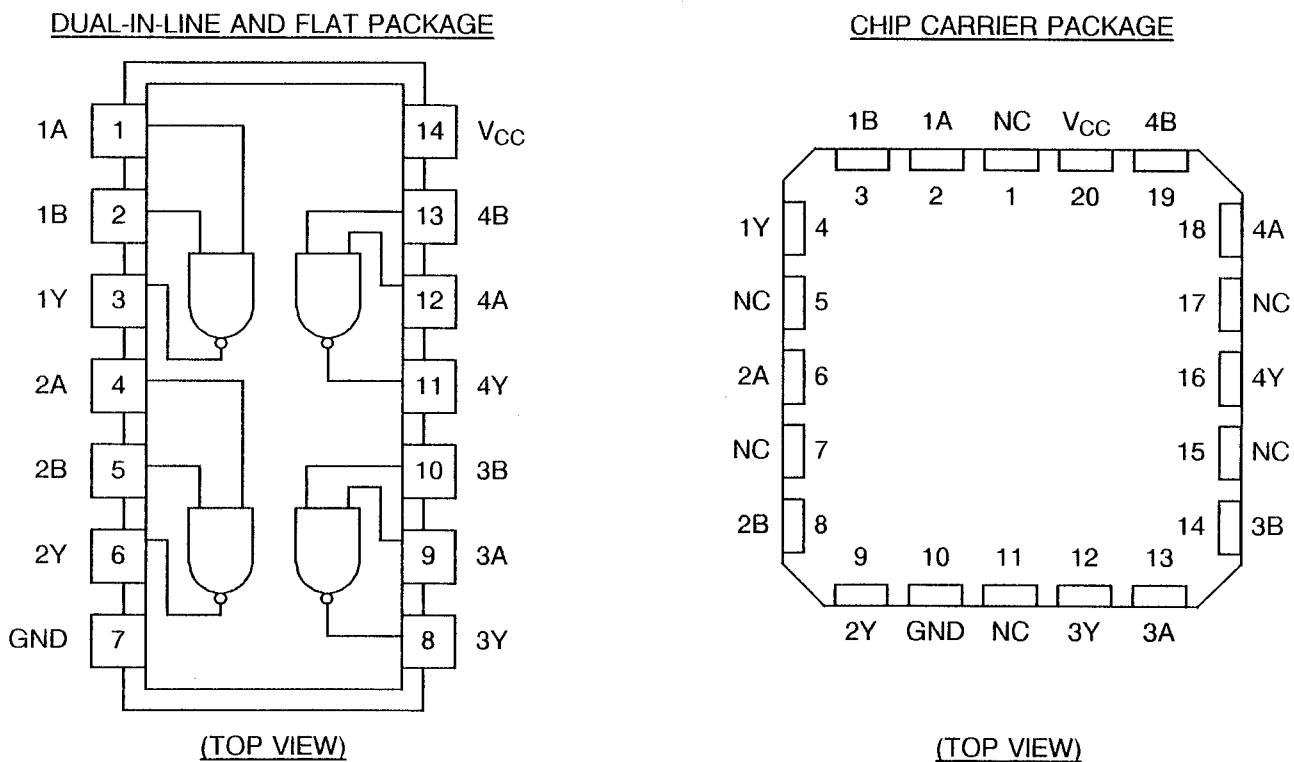 DUAL-IN-LINE AND FLAT PACKAGE
1A 1 14 VCC
1B 2 13 4B
1Y 3 12 4A
2A 4 11 4Y
2B 5 10 3B
2Y 6 9 3A
GND 7 8 3Y
(TOP VIEW)
CHIP CARRIER PACKAGE
1B 1A NC VCC 4B
3 2 1 20 19
1Y 4 18 4A
NC 5 17 NC
2A 6 16 4Y
NC 7 15 NC
2B 8 14 3B
9 10 11 12 13
2Y GND NC 3Y 3A
(TOP VIEW)